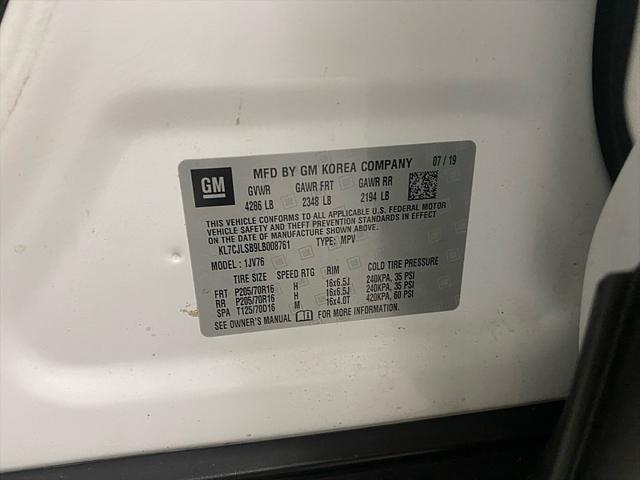 GM MFD BY GM KOREA COMPANY 07 / 19
GVWR GAWR FRT GAWR RR
4286 LB 2348 LB 2194 LB
THIS VEHICLE CONFORMS TO ALL APPLICABLE U.S. FEDERAL MOTOR
VEHICLE SAFETY AND THEFT PREVENTION STANDARDS IN EFFECT
ON THE DATE OF MANUFACTURE SHOWN ABOVE.
KL7CJLSB9LB008761 TYPE: MPV
MODEL : 1JV76
TIRE SIZE SPEED RTG RIM COLD TIRE PRESSURE
FRT P205/70R16 H 16x6.5J 240KPA, 35 PSI
RR P205/70R16 H 16x6.5J 240KPA, 35 PSI
SPA T125/70D16 M 16x4.0T 420KPA, 60 PSI
SEE OWNER'S MANUAL